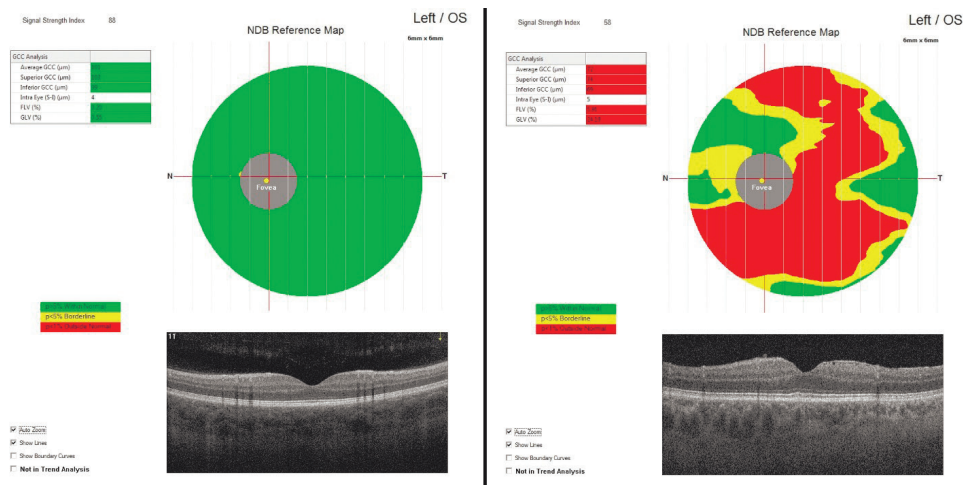 Signal Strength Index 88
Left / OS
NDB Reference Map
6mm x 6mm
GCC Analysis
Average GCC (µm)
Superior GCC (µm)
Inferior GCC (µm)
Intra Eye (S-I) (µm) 4
FLV (%)
GLV (%)
N
T
Fovea
p<5% Borderline
11
Auto Zoom
Show Lines
Show Boundary Curves
Not in Trend Analysis
Signal Strength Index 58
Left / OS
NDB Reference Map
6mm x 6mm
GCC Analysis
Average GCC (µm)
Superior GCC (µm)
Inferior GCC (µm)
Intra Eye (S-I) (µm) 5
FLV (%)
GLV (%)
N
T
Fovea
p<5% Borderline
Auto Zoom
Show Lines
Show Boundary Curves
Not in Trend Analysis